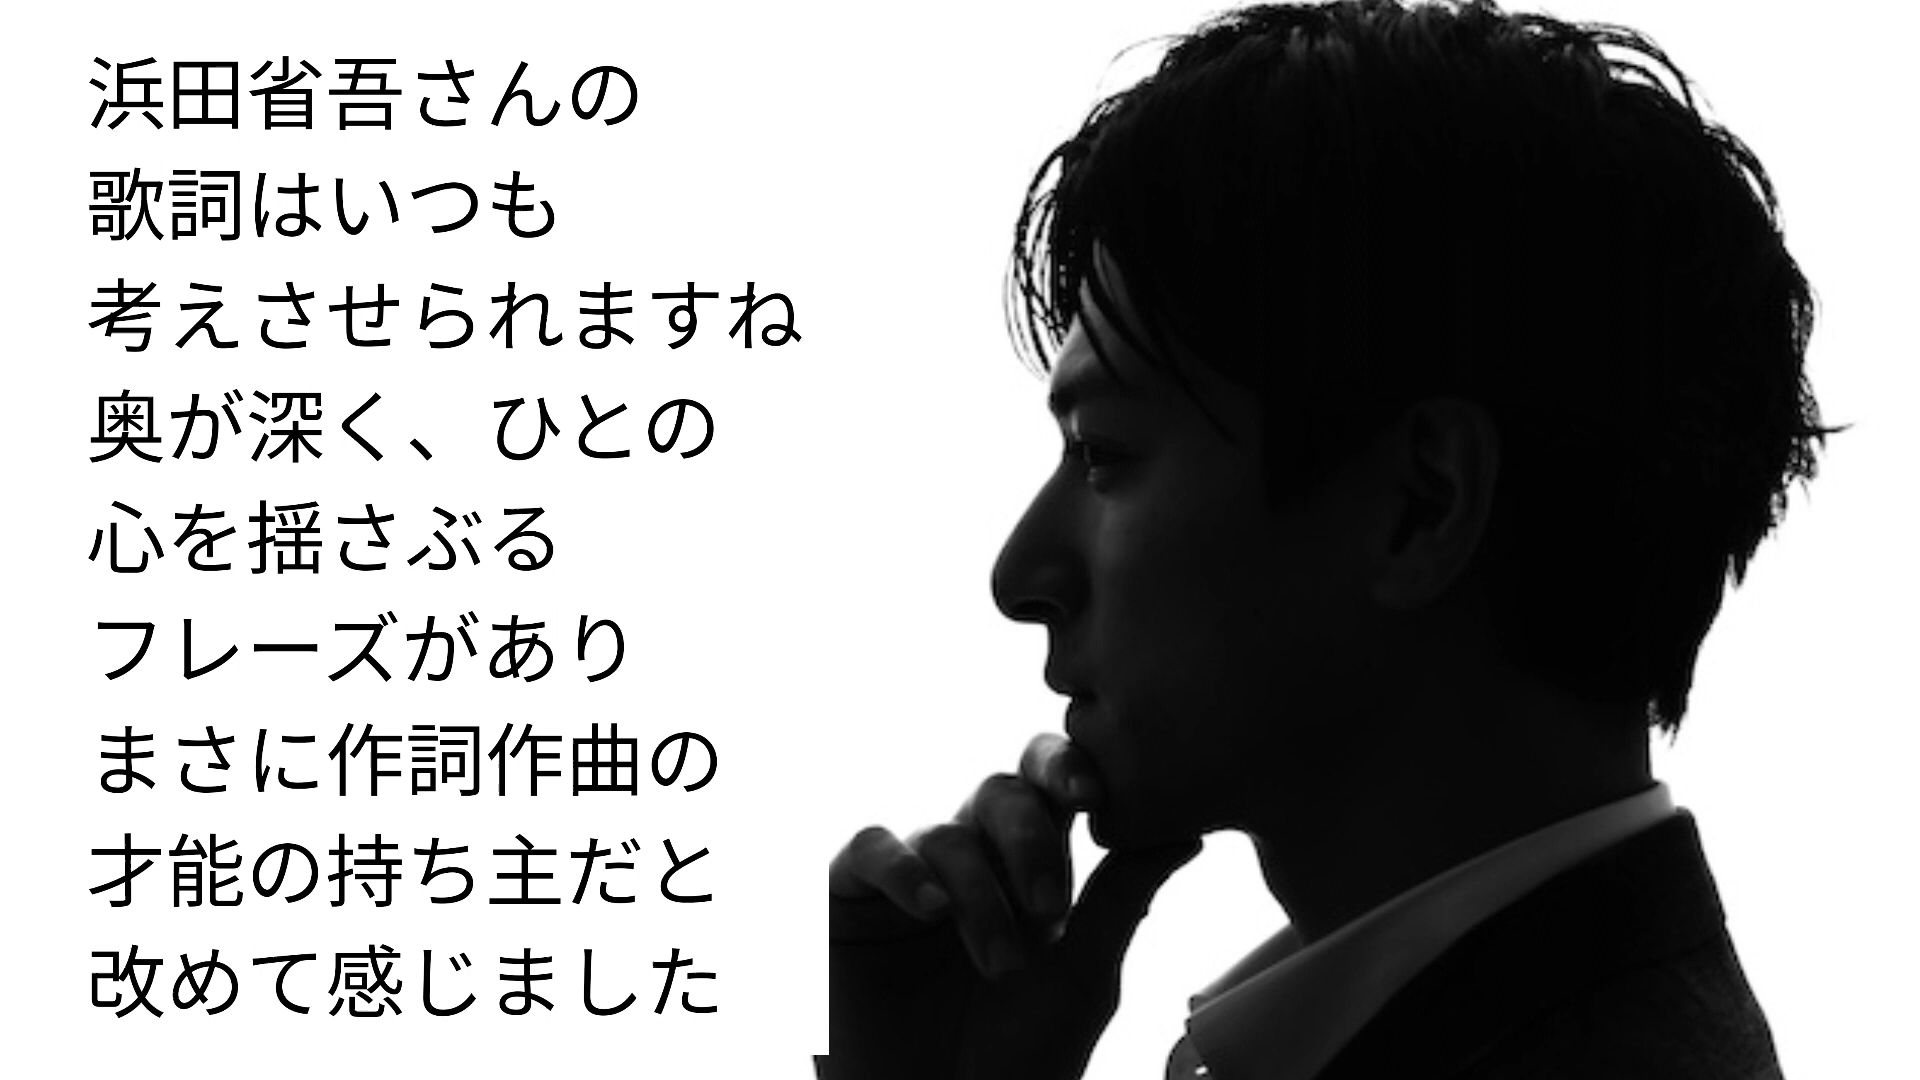 浜田省吾さんの
歌詞はいつも
考えさせられますね
奥が深く、ひとの
心を揺さぶる
フレーズがあり
まさに作詞作曲の
才能の持ち主だと
改めて感じました